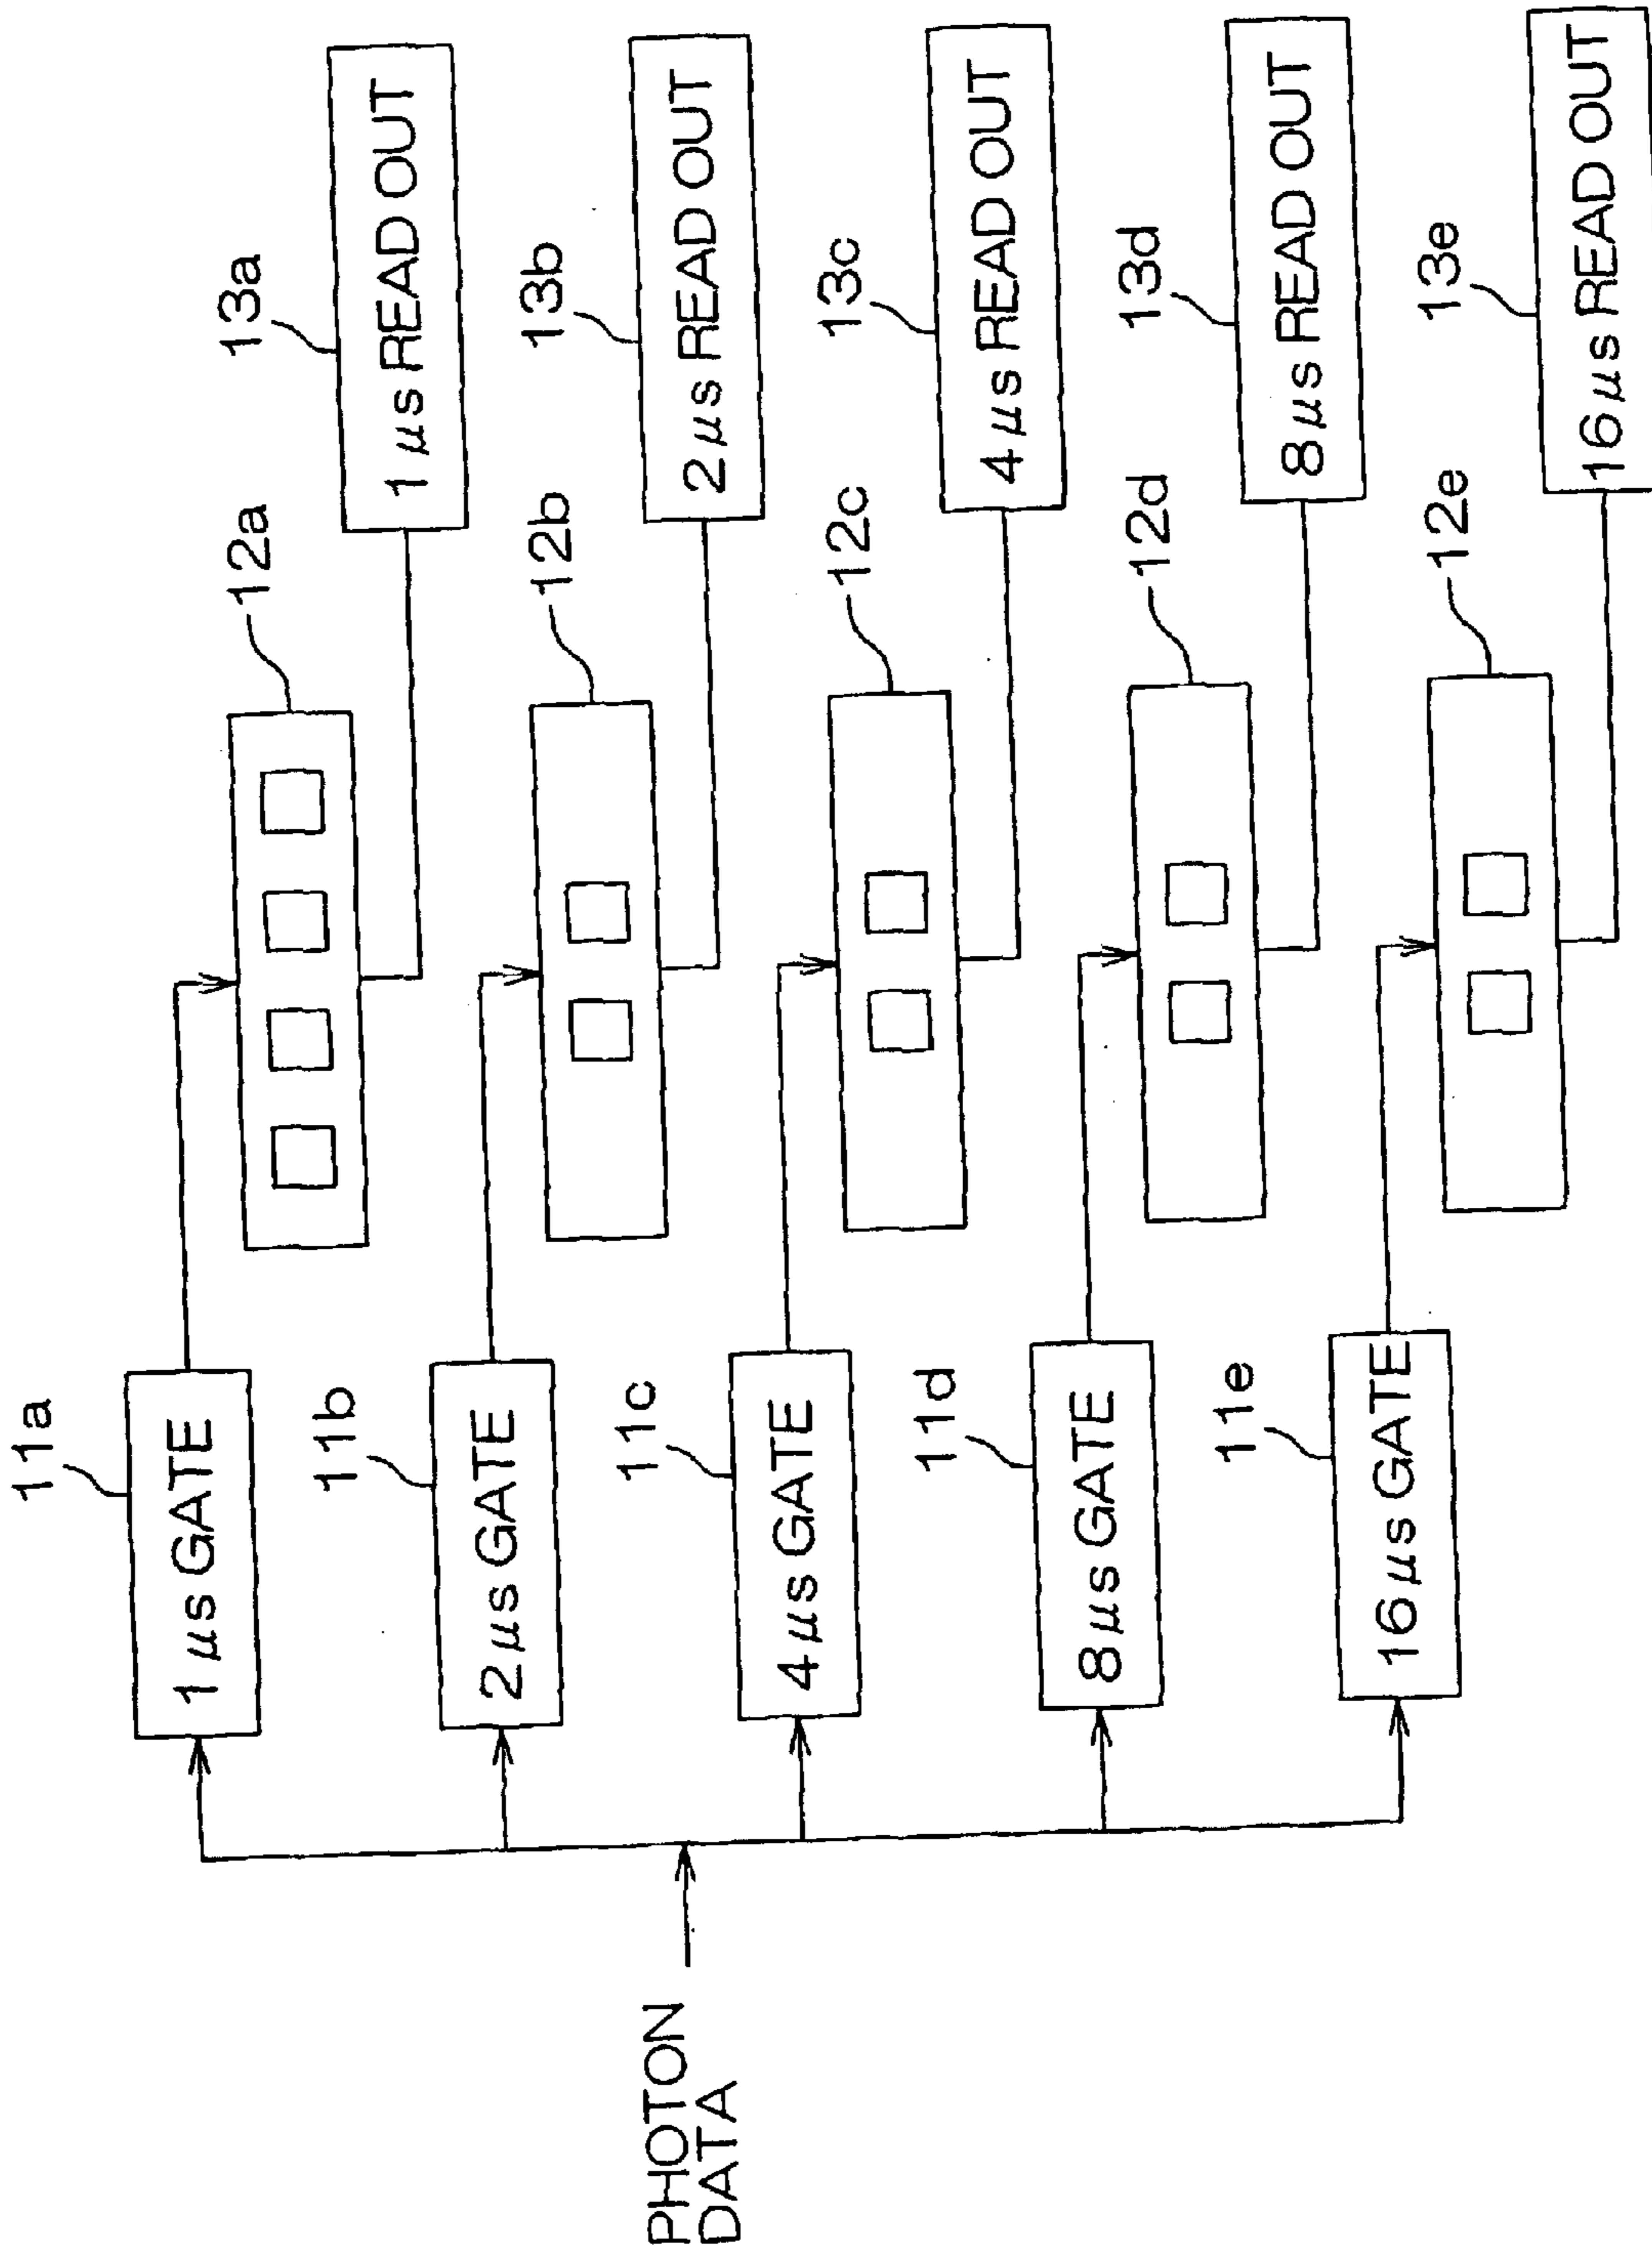 PHOTON
DATA
11a
1 μs GATE
12a
13a
1 μs READ OUT
11b
2 μs GATE
12b
13b
2 μs READ OUT
11c
4 μs GATE
12c
13c
4 μs READ OUT
11d
8 μs GATE
12d
13d
8 μs READ OUT
11e
16 μs GATE
12e
13e
16 μs READ OUT